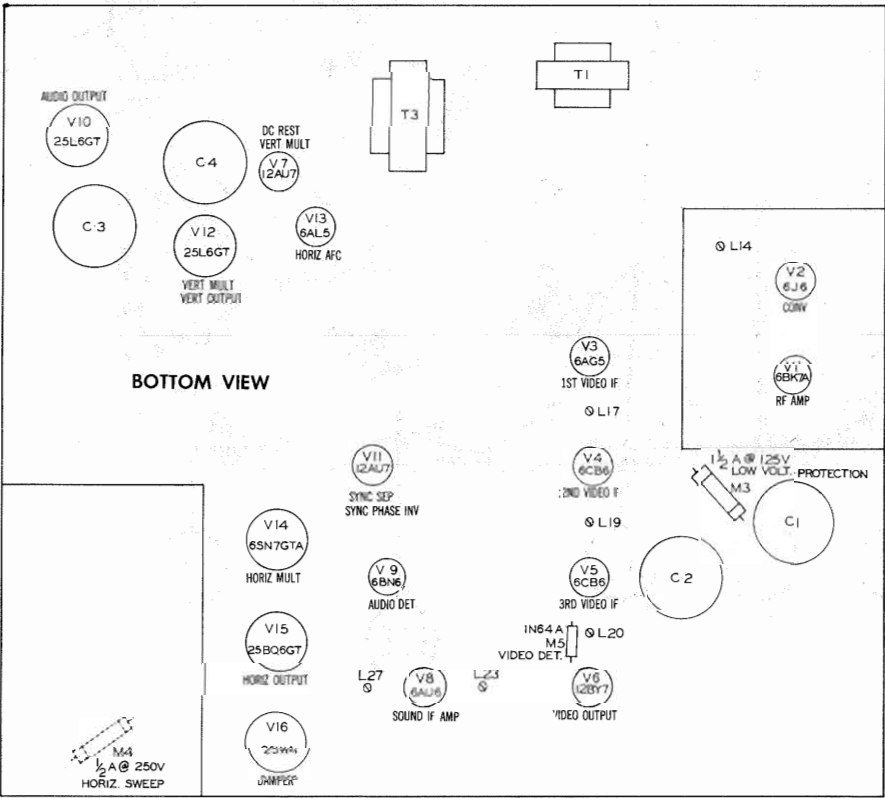 T1
T3
AUDIO OUTPUT
V10
25L6GT
C-4
DC REST
VERT MULT
V7
12AU7
C-3
V12
25L6GT
VERT MULT
VERT OUTPUT
V13
6AL5
HORIZ AFC
L14
V2
6J6
CONV
V1
6BK7A
RF AMP
V3
6AG5
1ST VIDEO IF
BOTTOM VIEW
L17
V11
12AU7
SYNC SEP
SYNC PHASE INV
V4
6CB6
2ND VIDEO IF
1½ A @ 125V
LOW VOLT. PROTECTION
M3
C1
L19
V14
6SN7GTA
HORIZ MULT
V9
6BN6
AUDIO DET
V5
6CB6
3RD VIDEO IF
C-2
V15
25BQ6GT
HORIZ OUTPUT
1N64A
M5
VIDEO DET.
L20
L27
V8
6AU6
SOUND IF AMP
L23
V6
12BY7
VIDEO OUTPUT
V16
DAMPER
M4
½A @ 250V
HORIZ. SWEEP